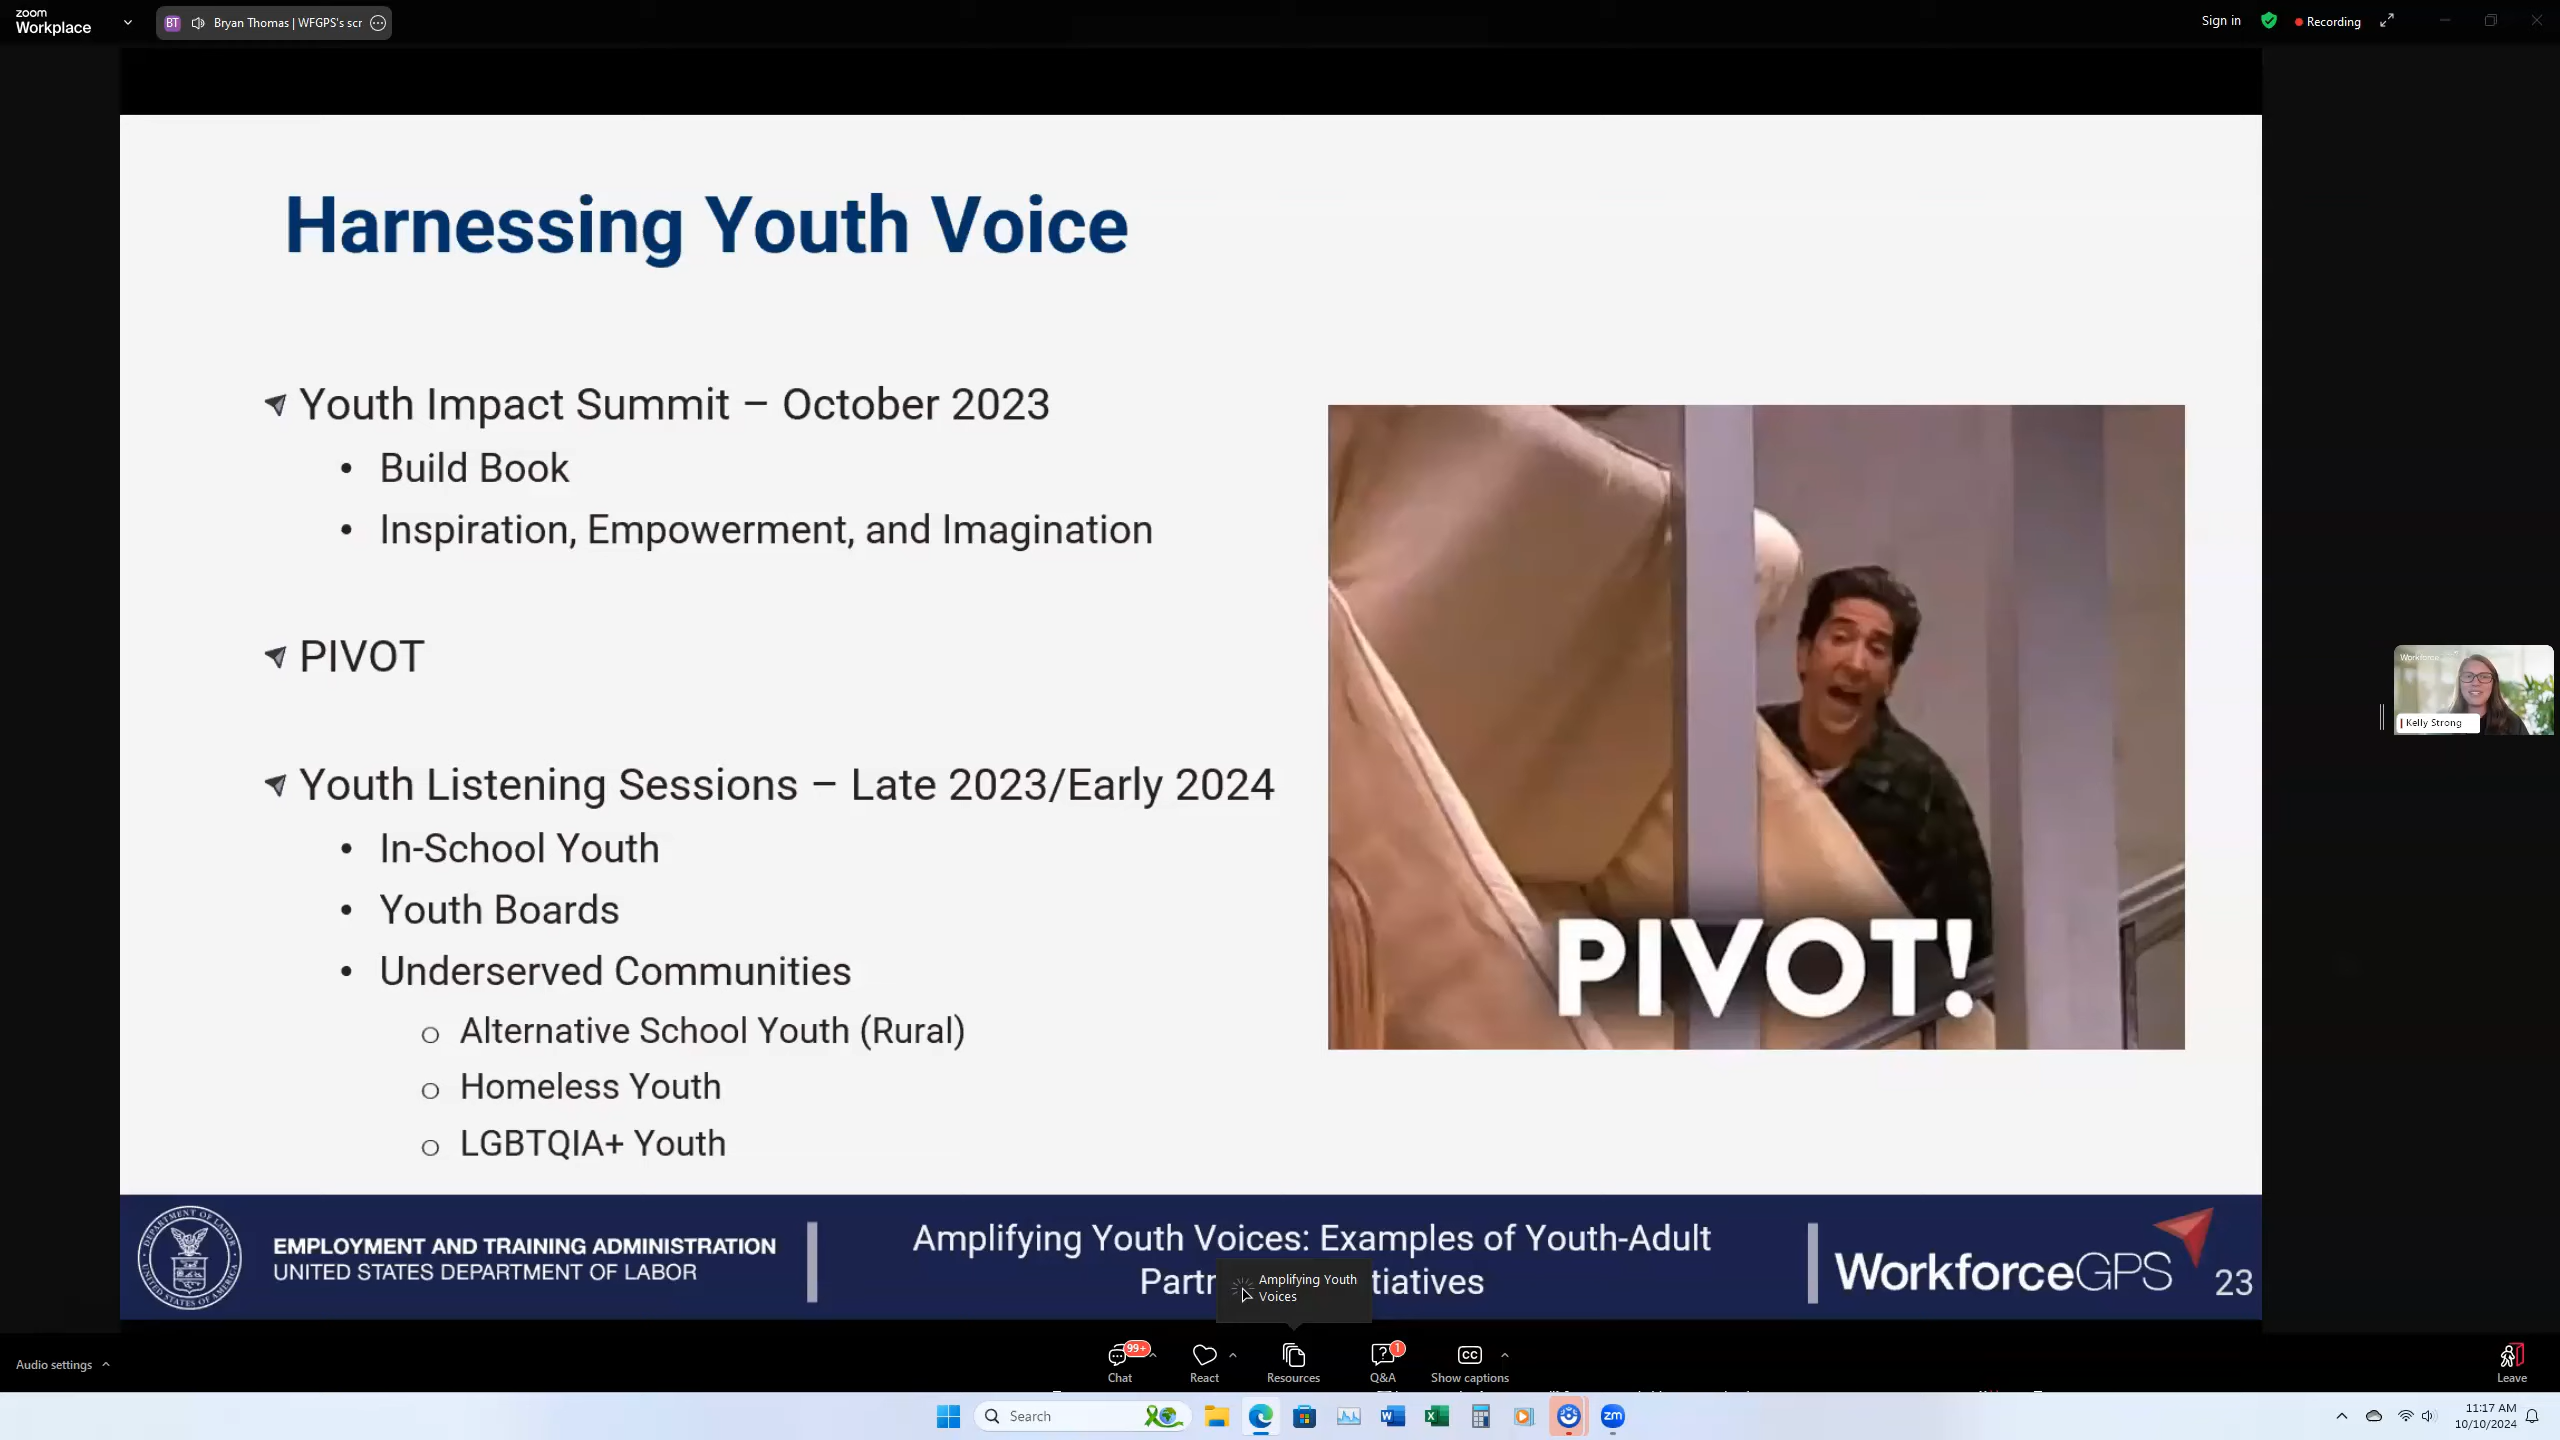 zoom
Workplace
BT Bryan Thomas | WFGPS's scr
Sign in
Recording
Harnessing Youth Voice
Youth Impact Summit – October 2023
• Build Book
• Inspiration, Empowerment, and Imagination
PIVOT
Youth Listening Sessions – Late 2023/Early 2024
• In-School Youth
• Youth Boards
• Underserved Communities
o Alternative School Youth (Rural)
o Homeless Youth
o LGBTQIA+ Youth
PIVOT!
Kelly Strong
EMPLOYMENT AND TRAINING ADMINISTRATION
UNITED STATES DEPARTMENT OF LABOR
Amplifying Youth Voices: Examples of Youth-Adult
Partr tiatives
Amplifying Youth
Voices
WorkforceGPS
23
Audio settings
99+
Chat
React
Resources
1
Q&A
CC
Show captions
Leave
Search
zm
11:17 AM
10/10/2024